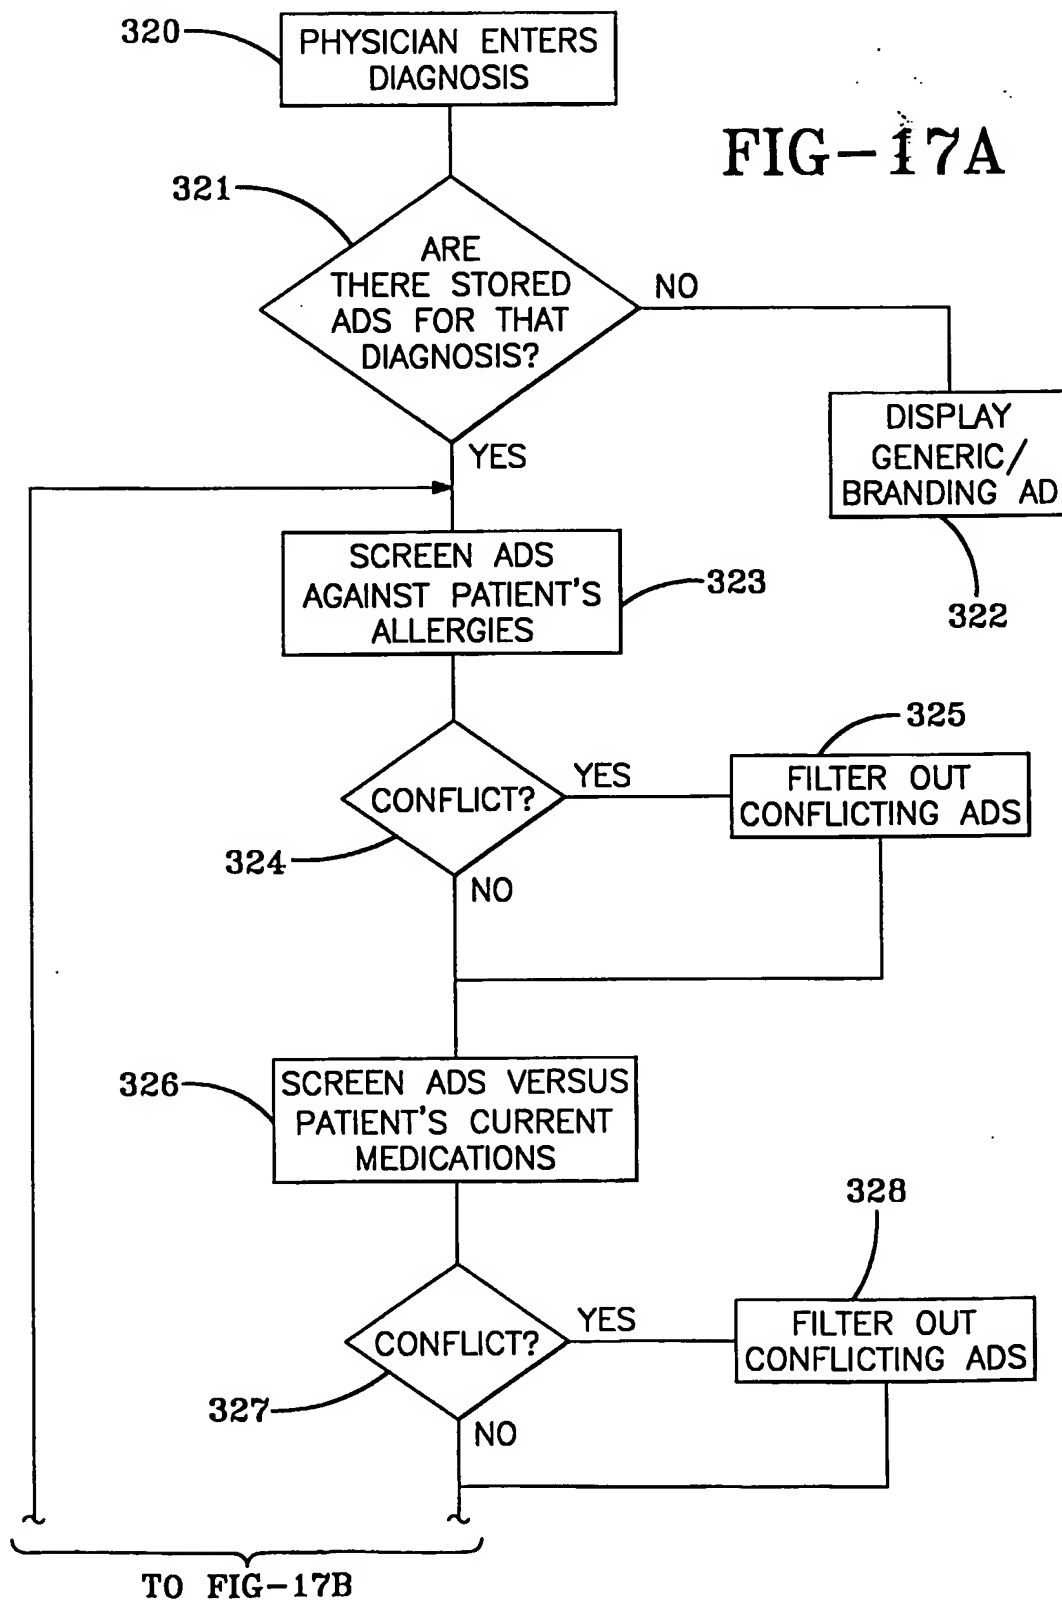 320
PHYSICIAN ENTERS
DIAGNOSIS
FIG-17A
321
ARE
THERE STORED
ADS FOR THAT
DIAGNOSIS?
NO
YES
DISPLAY
GENERIC/
BRANDING AD
322
SCREEN ADS
AGAINST PATIENT'S
ALLERGIES
323
325
CONFLICT?
YES
FILTER OUT
CONFLICTING ADS
324
NO
326
SCREEN ADS VERSUS
PATIENT'S CURRENT
MEDICATIONS
328
CONFLICT?
YES
FILTER OUT
CONFLICTING ADS
327
NO
TO FIG-17B